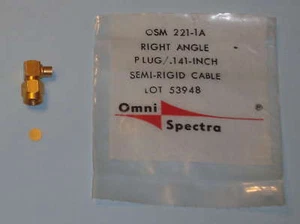 OSM 221-1A
RIGHT ANGLE
PLUG/.141-INCH
SEMI-RIGID CABLE
LOT 53948
Omni
Spectra
®